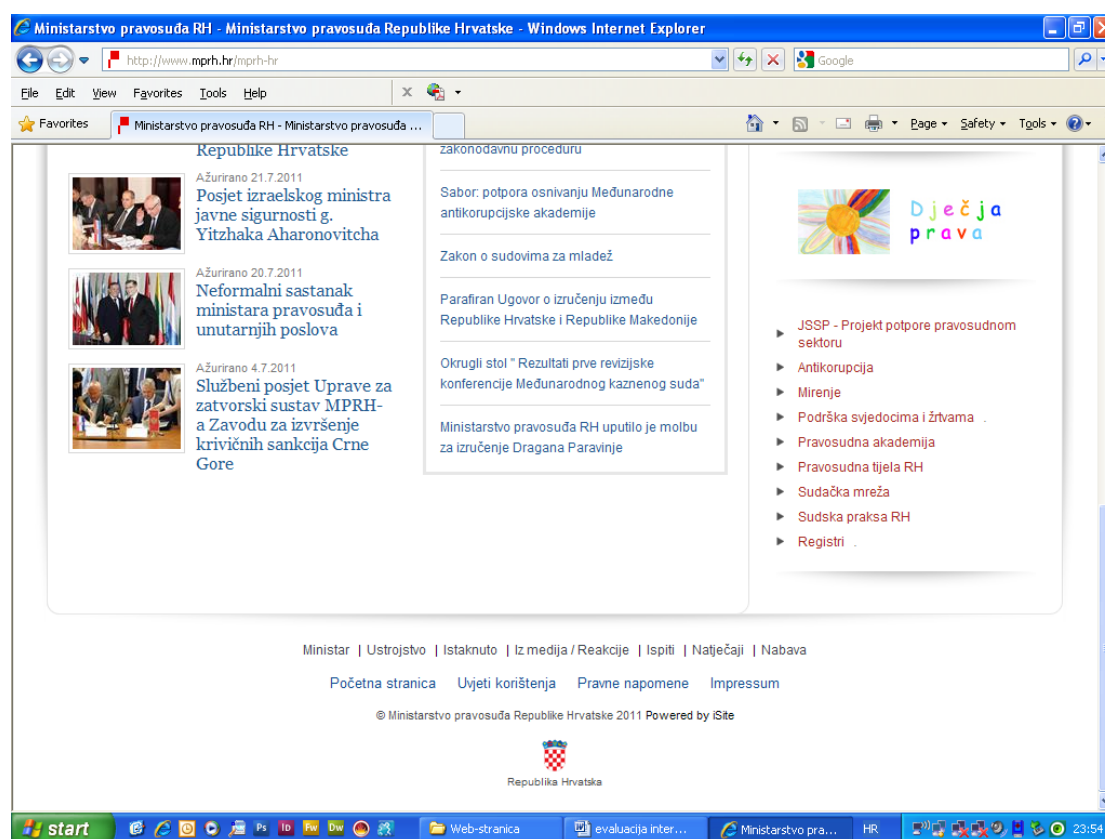 Ministarstvo pravosuđa RH - Ministarstvo pravosuđa Republike Hrvatske - Windows Internet Explorer
http://www.mprh.hr/mprh-hr
Google
File Edit View Favorites Tools Help
Favorites
Ministarstvo pravosuđa RH - Ministarstvo pravosuđa ...
Page Safety Tools
Republike Hrvatske
Ažurirano 21.7.2011
Posjet izraelskog ministra
javne sigurnosti g.
Yitzhaka Aharonovitcha
Ažurirano 20.7.2011
Neformalni sastanak
ministara pravosuđa i
unutarnjih poslova
Ažurirano 4.7.2011
Službeni posjet Uprave za
zatvorski sustav MPRH-
a Zavodu za izvršenje
krivičnih sankcija Crne
Gore
zakonodavnu proceduru
Sabor: potpora osnivanju Međunarodne
antikorupcijske akademije
Zakon o sudovima za mladež
Parafiran Ugovor o izručenju između
Republike Hrvatske i Republike Makedonije
Okrugli stol " Rezultati prve revizijske
konferencije Međunarodnog kaznenog suda"
Ministarstvo pravosuđa RH uputilo je molbu
za izručenje Dragana Paravinje
Dječja
prava
JSSP - Projekt potpore pravosudnom
sektoru
Antikorupcija
Mirenje
Podrška svjedocima i žrtvama .
Pravosudna akademija
Pravosudna tijela RH
Sudačka mreža
Sudska praksa RH
Registri .
Ministar | Ustrojstvo | Istaknuto | Iz medija / Reakcije | Ispiti | Natječaji | Nabava
Početna stranica Uvjeti korištenja Pravne napomene Impressum
© Ministarstvo pravosuđa Republike Hrvatske 2011 Powered by iSite
Republika Hrvatska
start
Ps
Id
Fw
Dw
Web-stranica
evaluacija inter...
Ministarstvo pra...
HR
23:54